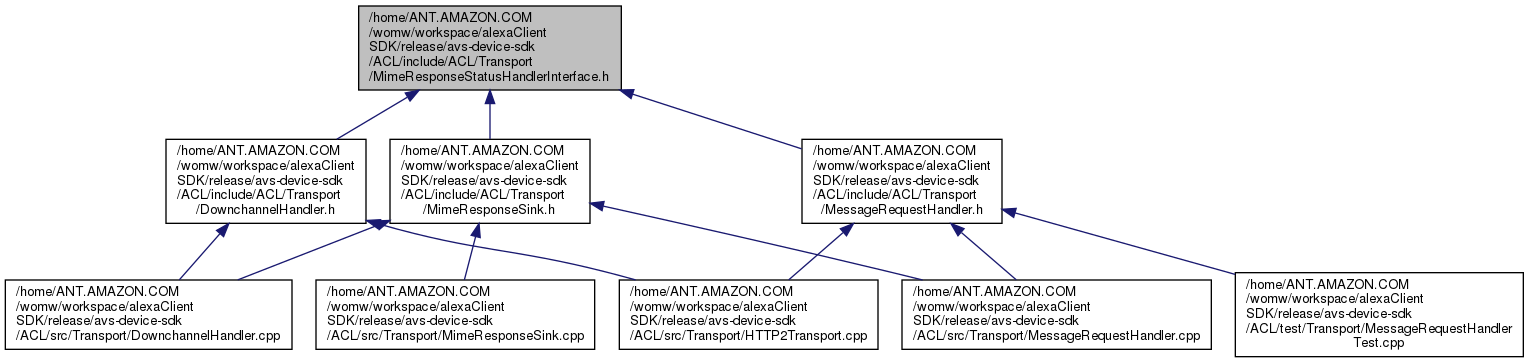 /home/ANT.AMAZON.COM
/womw/workspace/alexaClient
SDK/release/avs-device-sdk
/ACL/include/ACL/Transport
/MimeResponseStatusHandlerInterface.h
/home/ANT.AMAZON.COM
/womw/workspace/alexaClient
SDK/release/avs-device-sdk
/ACL/include/ACL/Transport
/DownchannelHandler.h
/home/ANT.AMAZON.COM
/womw/workspace/alexaClient
SDK/release/avs-device-sdk
/ACL/include/ACL/Transport
/MimeResponseSink.h
/home/ANT.AMAZON.COM
/womw/workspace/alexaClient
SDK/release/avs-device-sdk
/ACL/include/ACL/Transport
/MessageRequestHandler.h
/home/ANT.AMAZON.COM
/womw/workspace/alexaClient
SDK/release/avs-device-sdk
/ACL/src/Transport/DownchannelHandler.cpp
/home/ANT.AMAZON.COM
/womw/workspace/alexaClient
SDK/release/avs-device-sdk
/ACL/src/Transport/MimeResponseSink.cpp
/home/ANT.AMAZON.COM
/womw/workspace/alexaClient
SDK/release/avs-device-sdk
/ACL/src/Transport/HTTP2Transport.cpp
/home/ANT.AMAZON.COM
/womw/workspace/alexaClient
SDK/release/avs-device-sdk
/ACL/src/Transport/MessageRequestHandler.cpp
/home/ANT.AMAZON.COM
/womw/workspace/alexaClient
SDK/release/avs-device-sdk
/ACL/test/Transport/MessageRequestHandler
Test.cpp